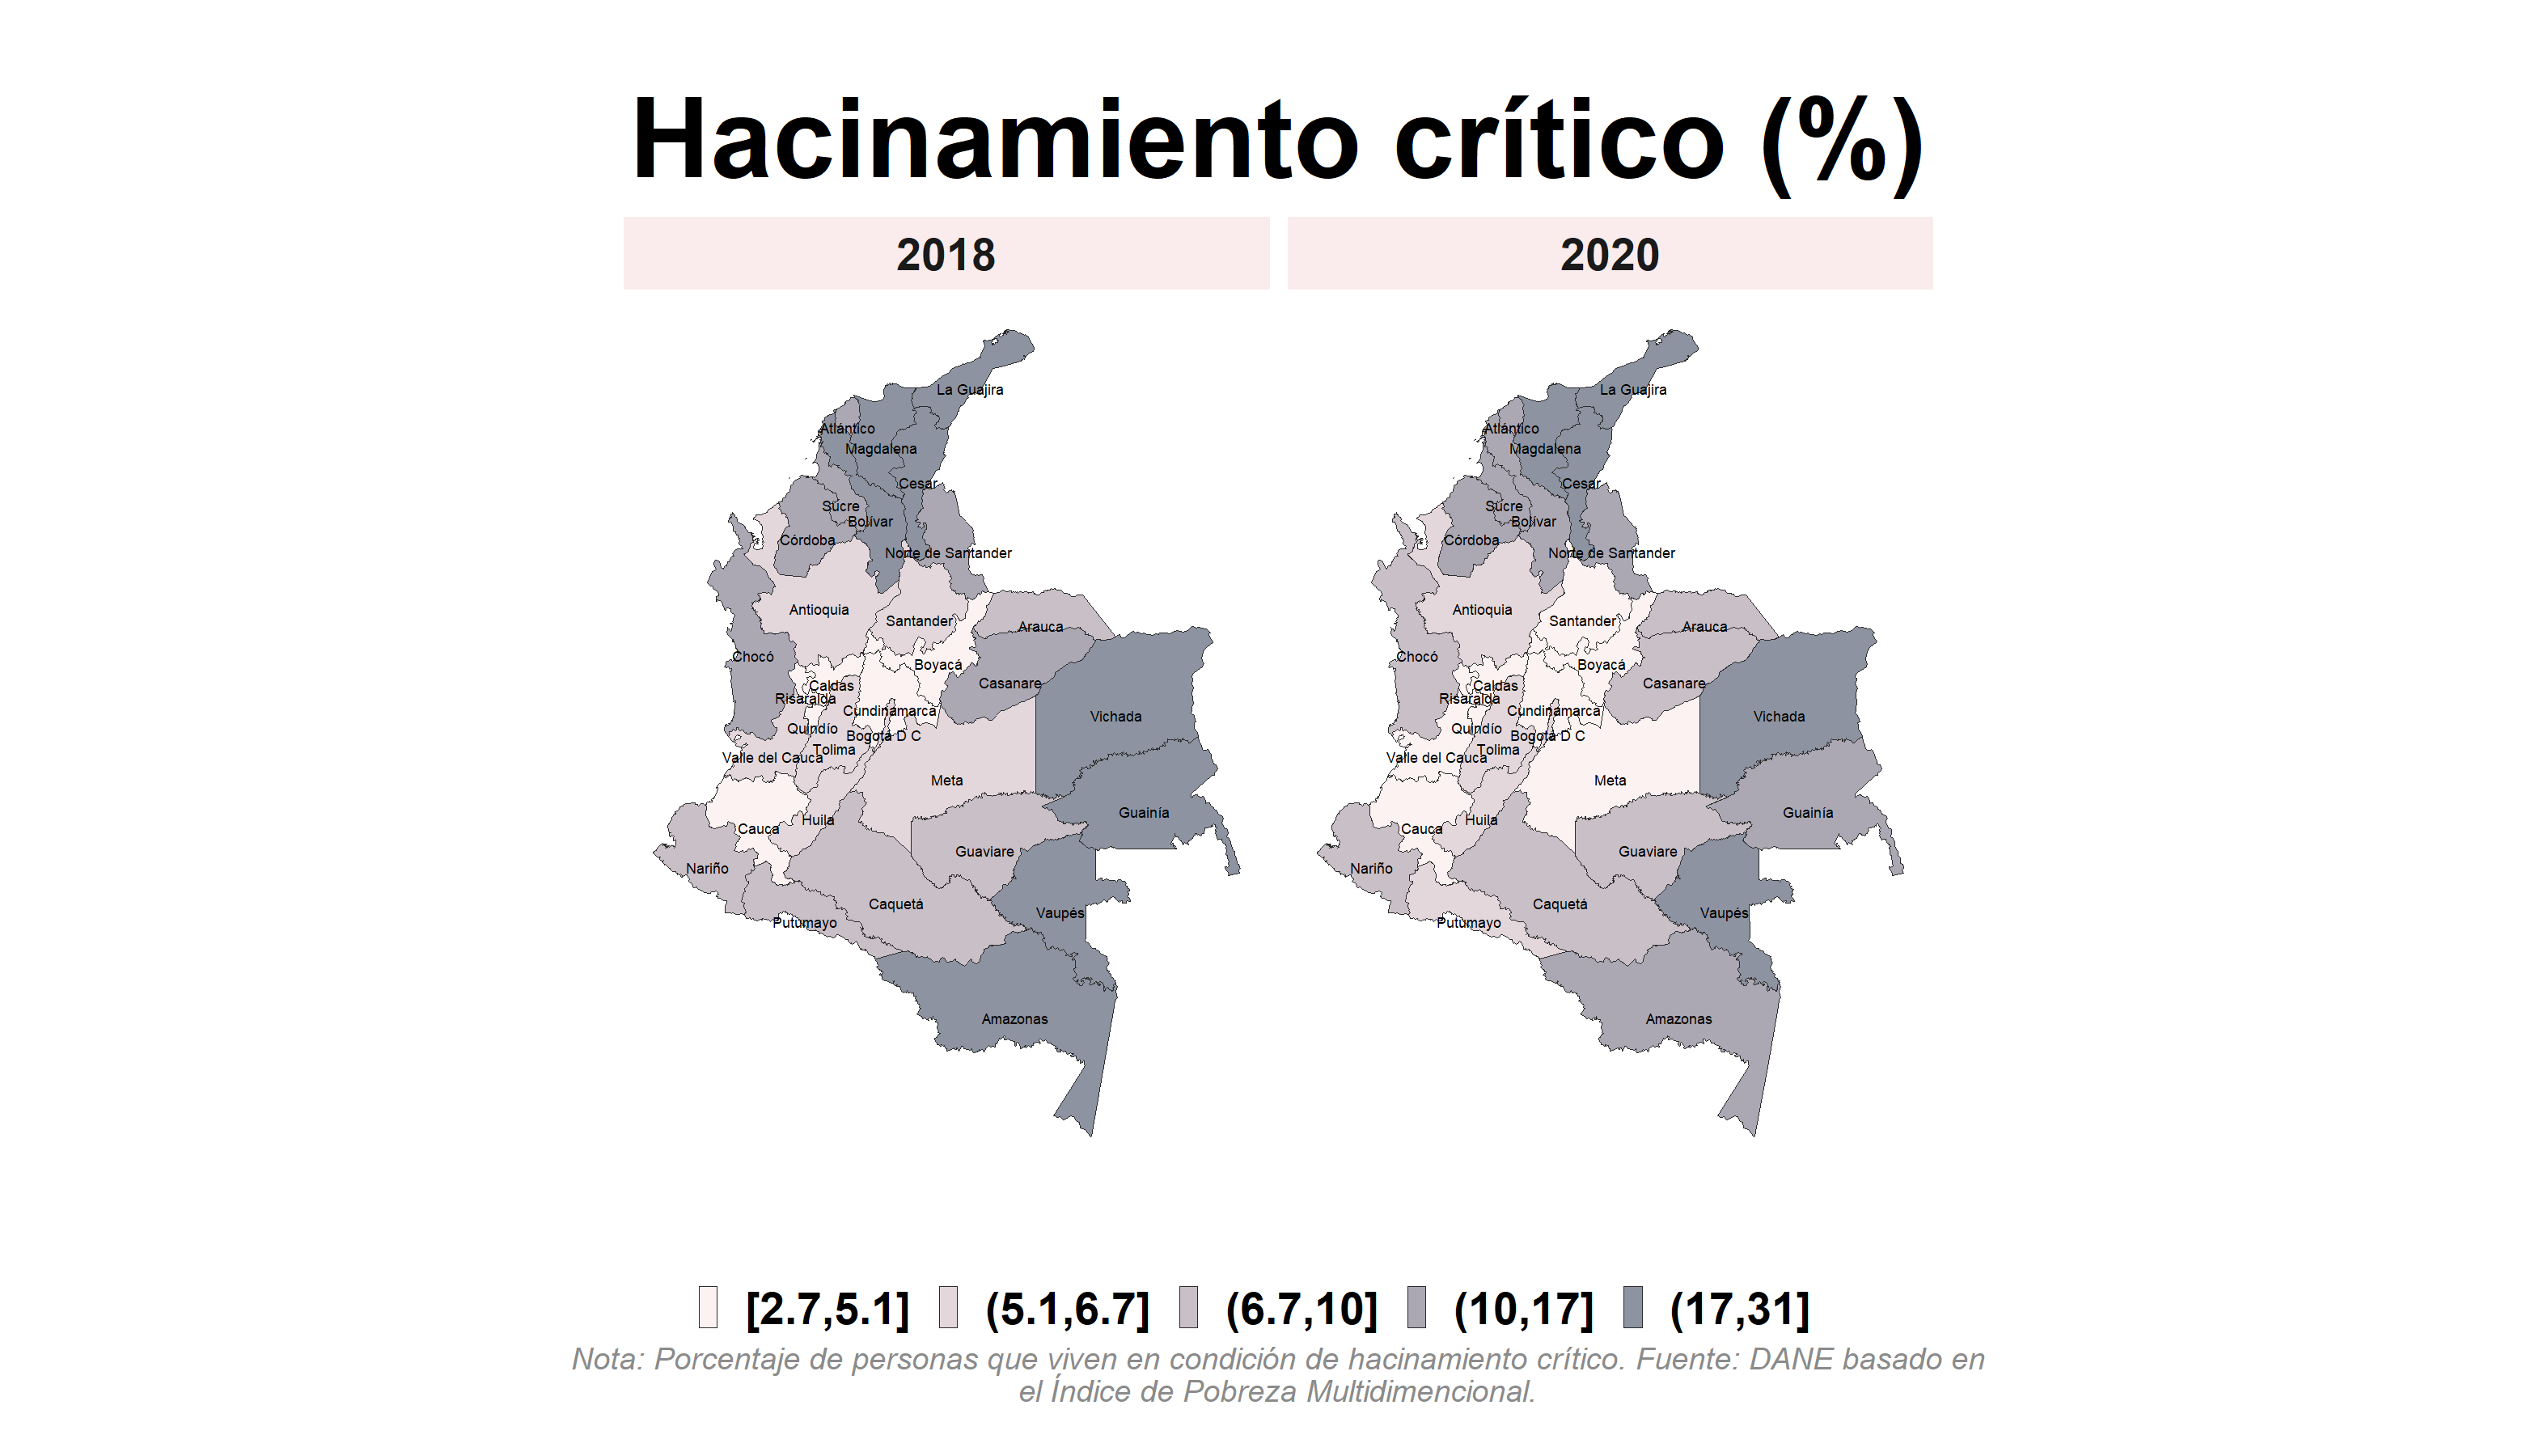 Hacinamiento crítico (%)
2018
2020
La Guajira
Atlántico
Magdalena
Cesar
Sucre
Bolívar
Córdoba
Norte de Santander
Antioquia
Santander
Arauca
Chocó
Boyacá
Caldas
Casanare
Risaralda
Cundinamarca
Vichada
Quindío
Bogotá D C
Tolima
Valle del Cauca
Meta
Guainía
Huila
Cauca
Guaviare
Nariño
Caquetá
Vaupés
Putumayo
Amazonas
La Guajira
Atlántico
Magdalena
Cesar
Sucre
Bolívar
Córdoba
Norte de Santander
Antioquia
Santander
Arauca
Chocó
Boyacá
Caldas
Casanare
Risaralda
Cundinamarca
Vichada
Quindío
Bogotá D C
Tolima
Valle del Cauca
Meta
Guainía
Huila
Cauca
Guaviare
Nariño
Caquetá
Vaupés
Putumayo
Amazonas
[2.7,5.1] (5.1,6.7] (6.7,10] (10,17] (17,31]
Nota: Porcentaje de personas que viven en condición de hacinamiento crítico. Fuente: DANE basado en
el Índice de Pobreza Multidimencional.